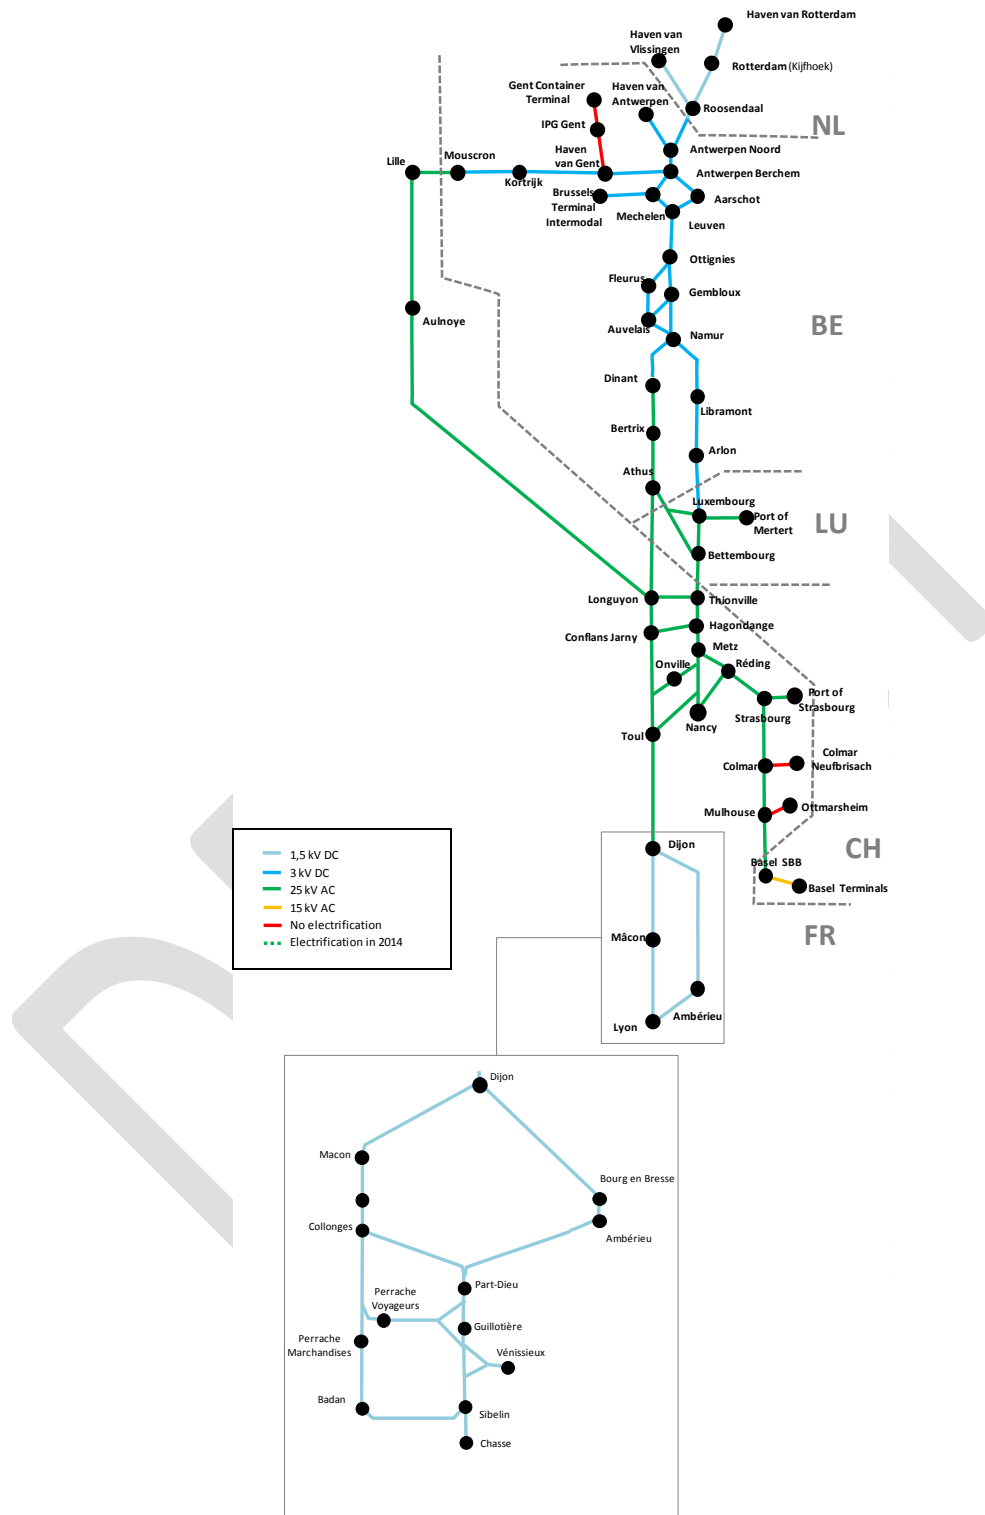 Haven van Rotterdam
Haven van
Vlissingen
Rotterdam (Kijfhoek)
Gent Container
Terminal
Haven van
Antwerpen
Roosendaal
NL
IPG Gent
Haven
van Gent
Antwerpen Noord
Lille
Mouscron
Kortrijk
Antwerpen Berchem
Brussels
Terminal
Intermodal
Mechelen
Aarschot
Leuven
Ottignies
Fleurus
Gembloux
Aulnoye
Auvelais
Namur
BE
Dinant
Libramont
Bertrix
Arlon
Athus
Luxembourg
Port of
Mertert
LU
Bettembourg
Longuyon
Thionville
Conflans Jarny
Hagondange
Metz
Onville
Réding
Port of
Strasbourg
Strasbourg
Nancy
Toul
Colmar
Colmar
Neufbrisach
Mulhouse
Ottmarsheim
CH
Dijon
Basel SBB
Basel Terminals
FR
1,5 kV DC
3 kV DC
25 kV AC
15 kV AC
No electrification
Electrification in 2014
Mâcon
Ambérieu
Lyon
Dijon
Macon
Bourg en Bresse
Collonges
Ambérieu
Part-Dieu
Perrache
Voyageurs
Guillotière
Perrache
Marchandises
Vénissieux
Badan
Sibelin
Chasse